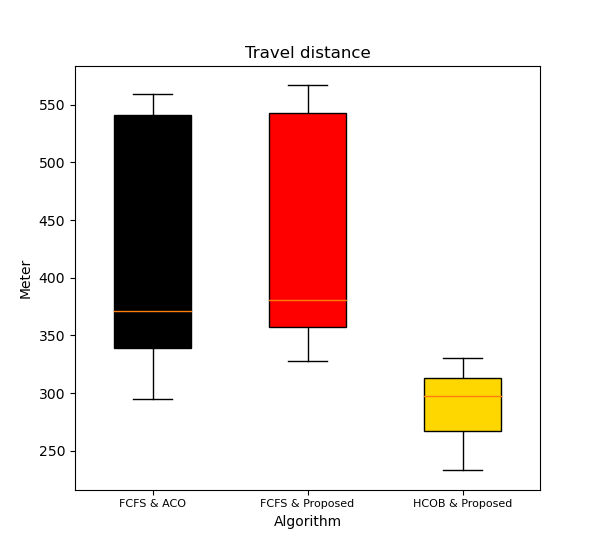 Travel distance
Meter
550
500
450
400
350
300
250
FCFS & ACO
FCFS & Proposed
HCOB & Proposed
Algorithm